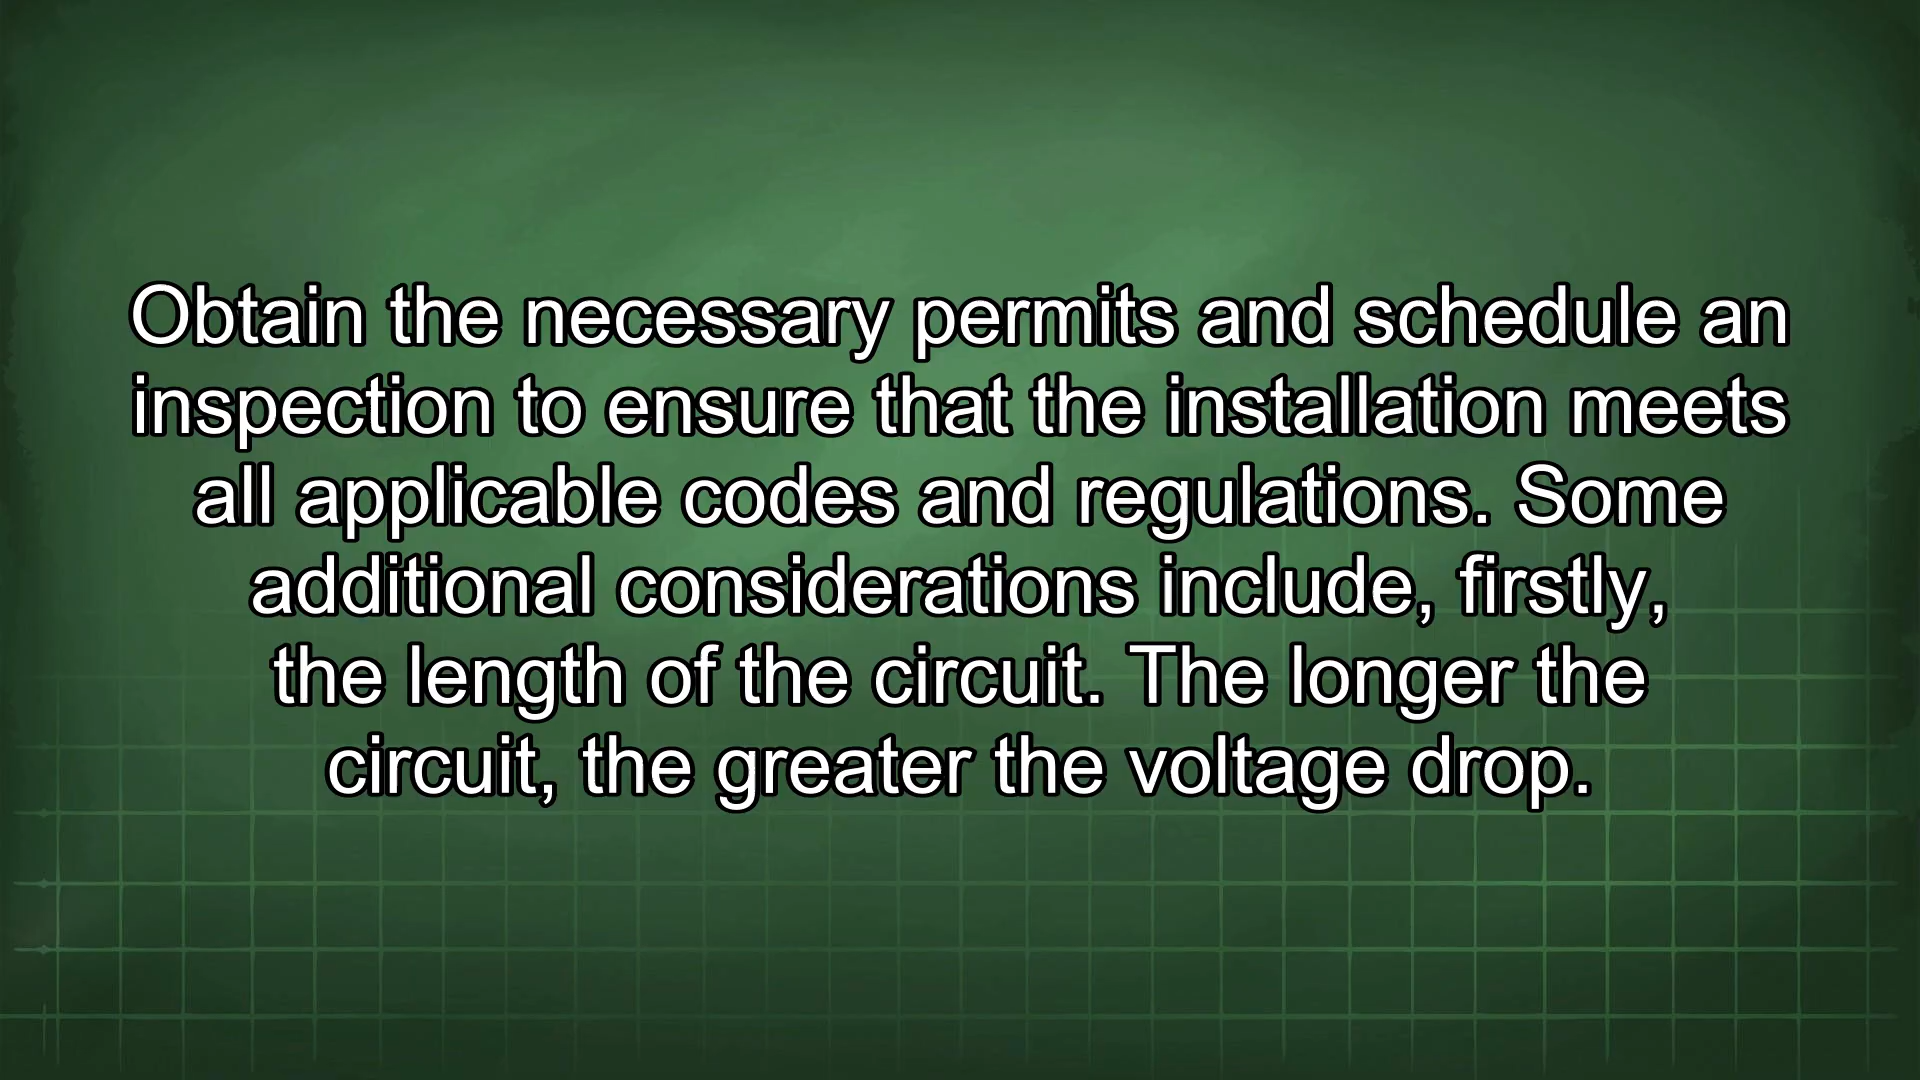 Obtain the necessary permits and schedule an
inspection to ensure that the installation meets
all applicable codes and regulations. Some
additional considerations include, firstly,
the length of the circuit. The longer the
circuit, the greater the voltage drop.